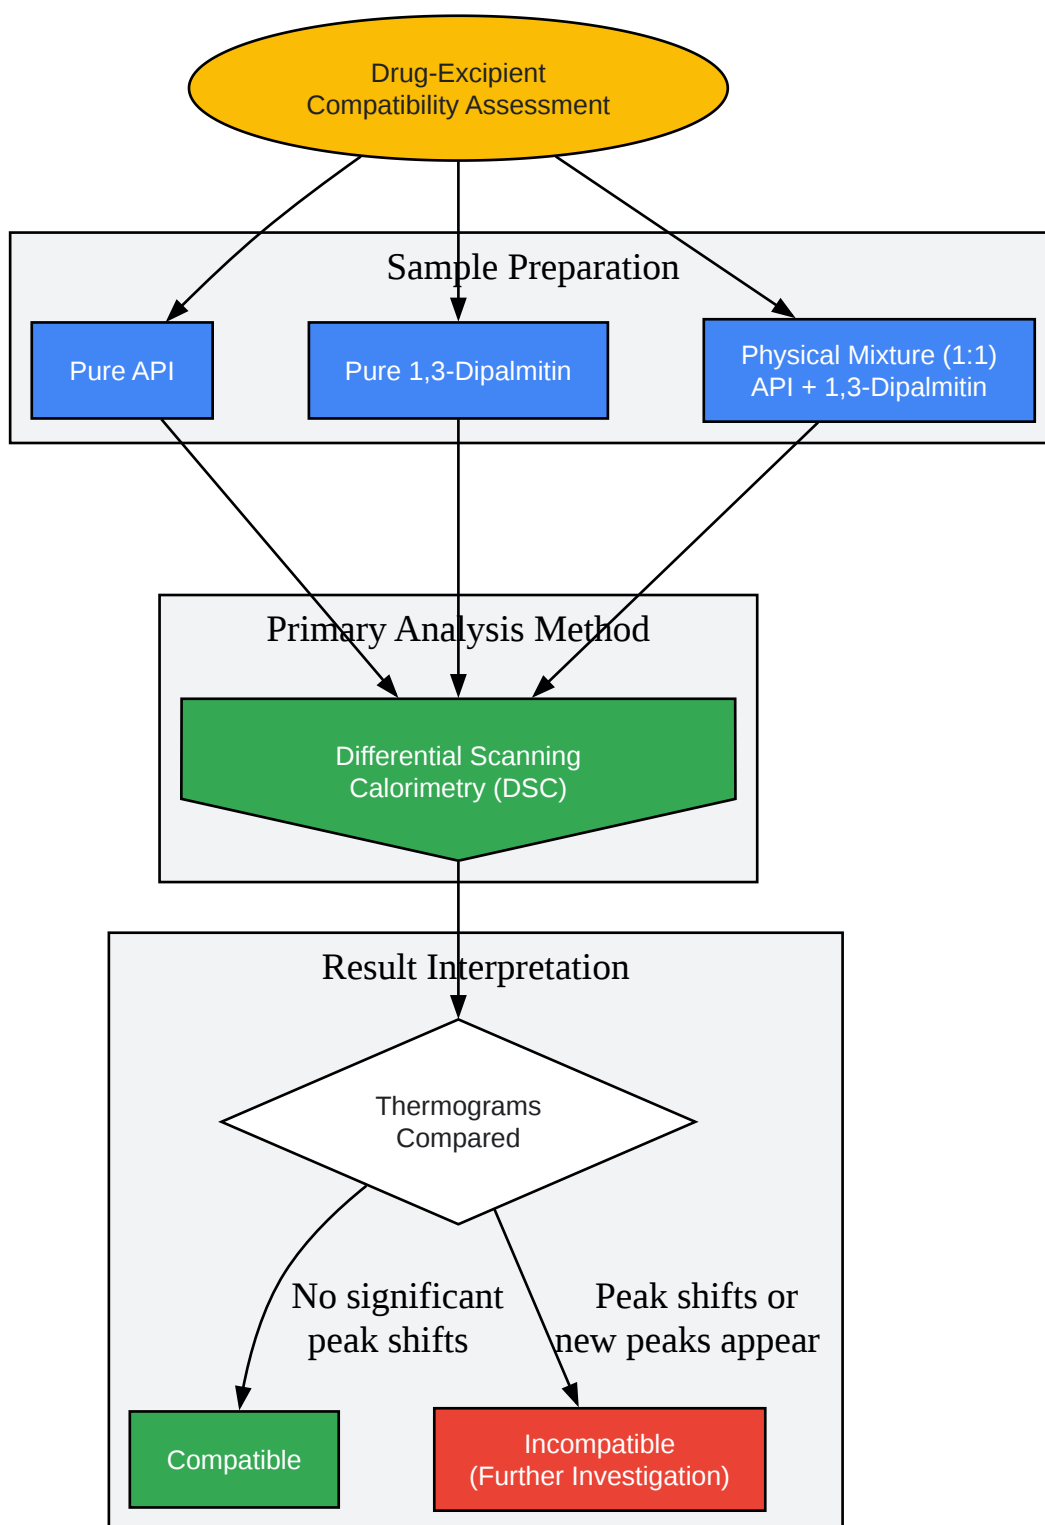 Drug-Excipient
Compatibility Assessment
Sample Preparation
Pure API
Pure 1,3-Dipalmitin
Physical Mixture (1:1)
API + 1,3-Dipalmitin
Primary Analysis Method
Differential Scanning
Calorimetry (DSC)
Result Interpretation
Thermograms
Compared
No significant
peak shifts
Peak shifts or
new peaks appear
Compatible
Incompatible
(Further Investigation)